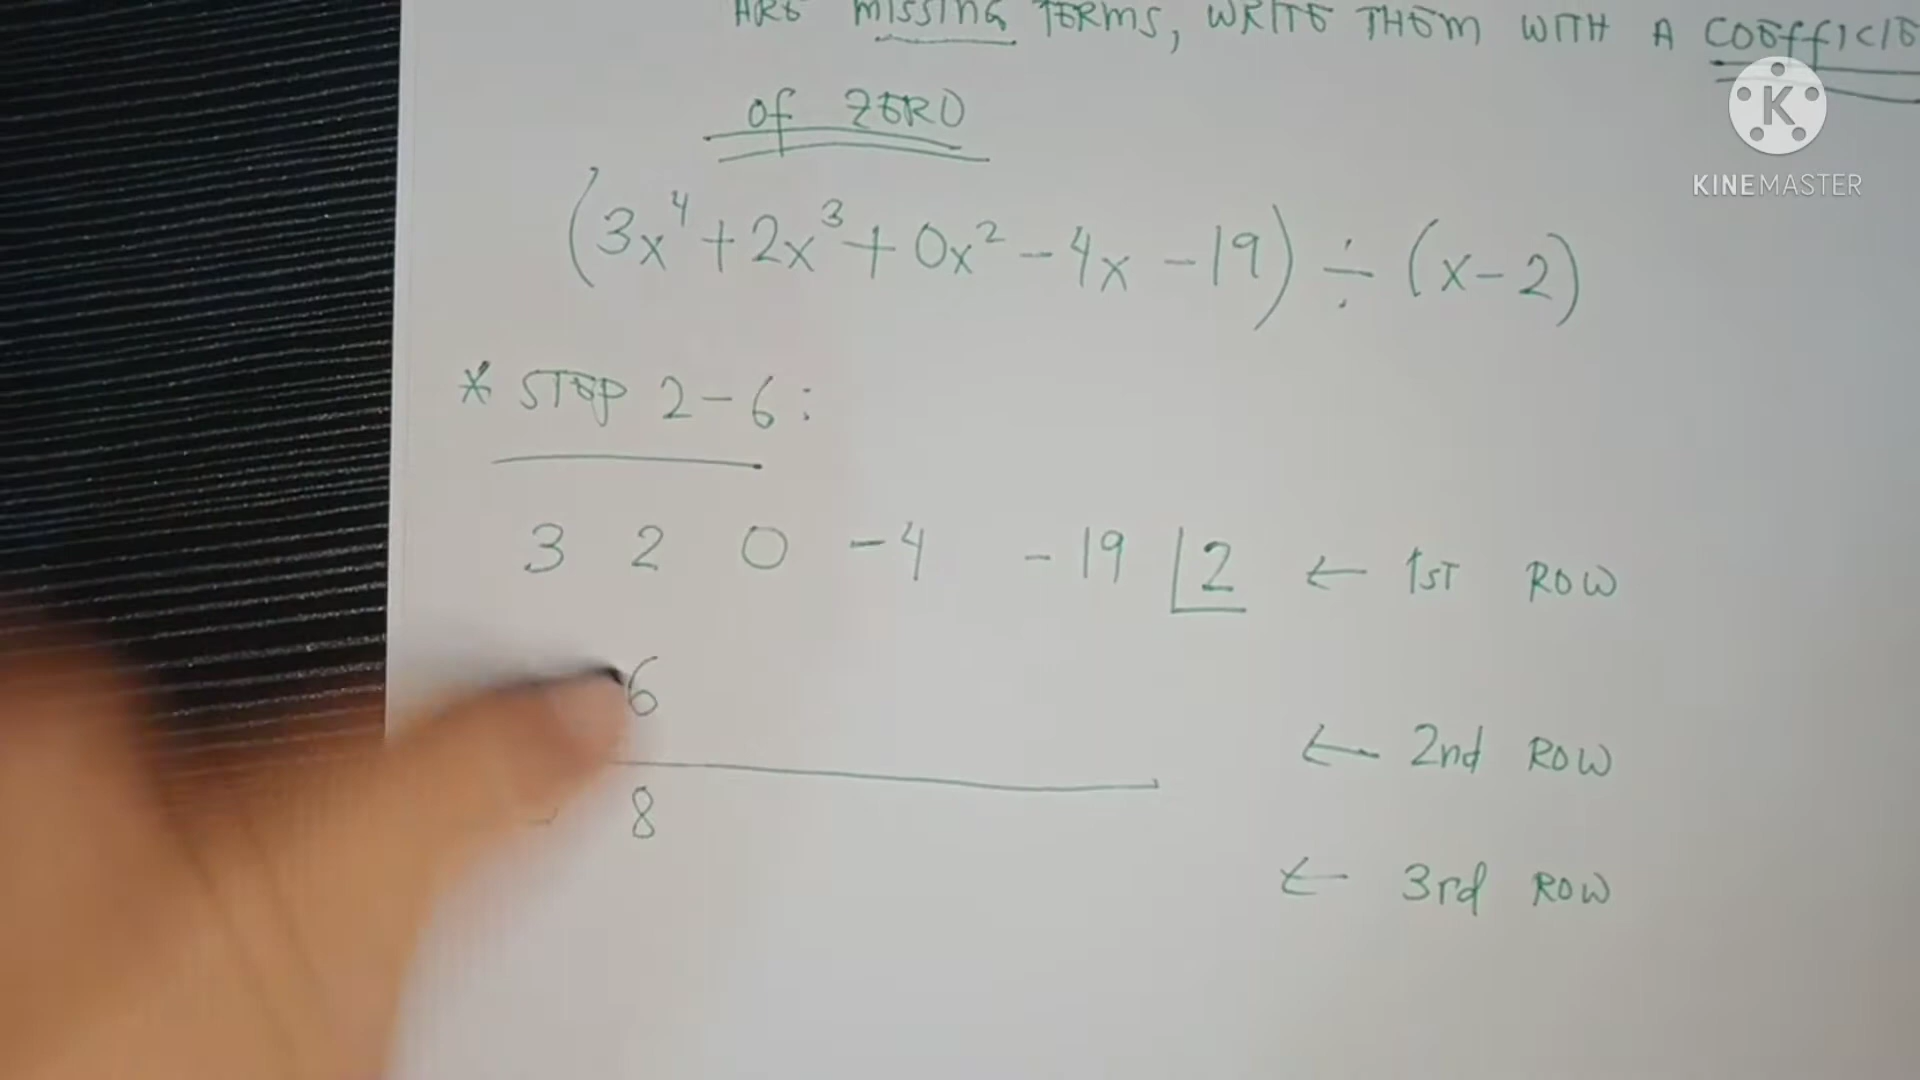 ARE MISSING TERMS, WRITE THEM WITH A
OF ZERO
KINEMASTER
(3x⁴ + 2x³ + 0x² - 4x - 19) ÷ (x - 2)
* STEP 2-6:
3 2 0 -4 -19 |2 ← 1ST ROW
6 ← 2nd ROW
8
← 3rd ROW